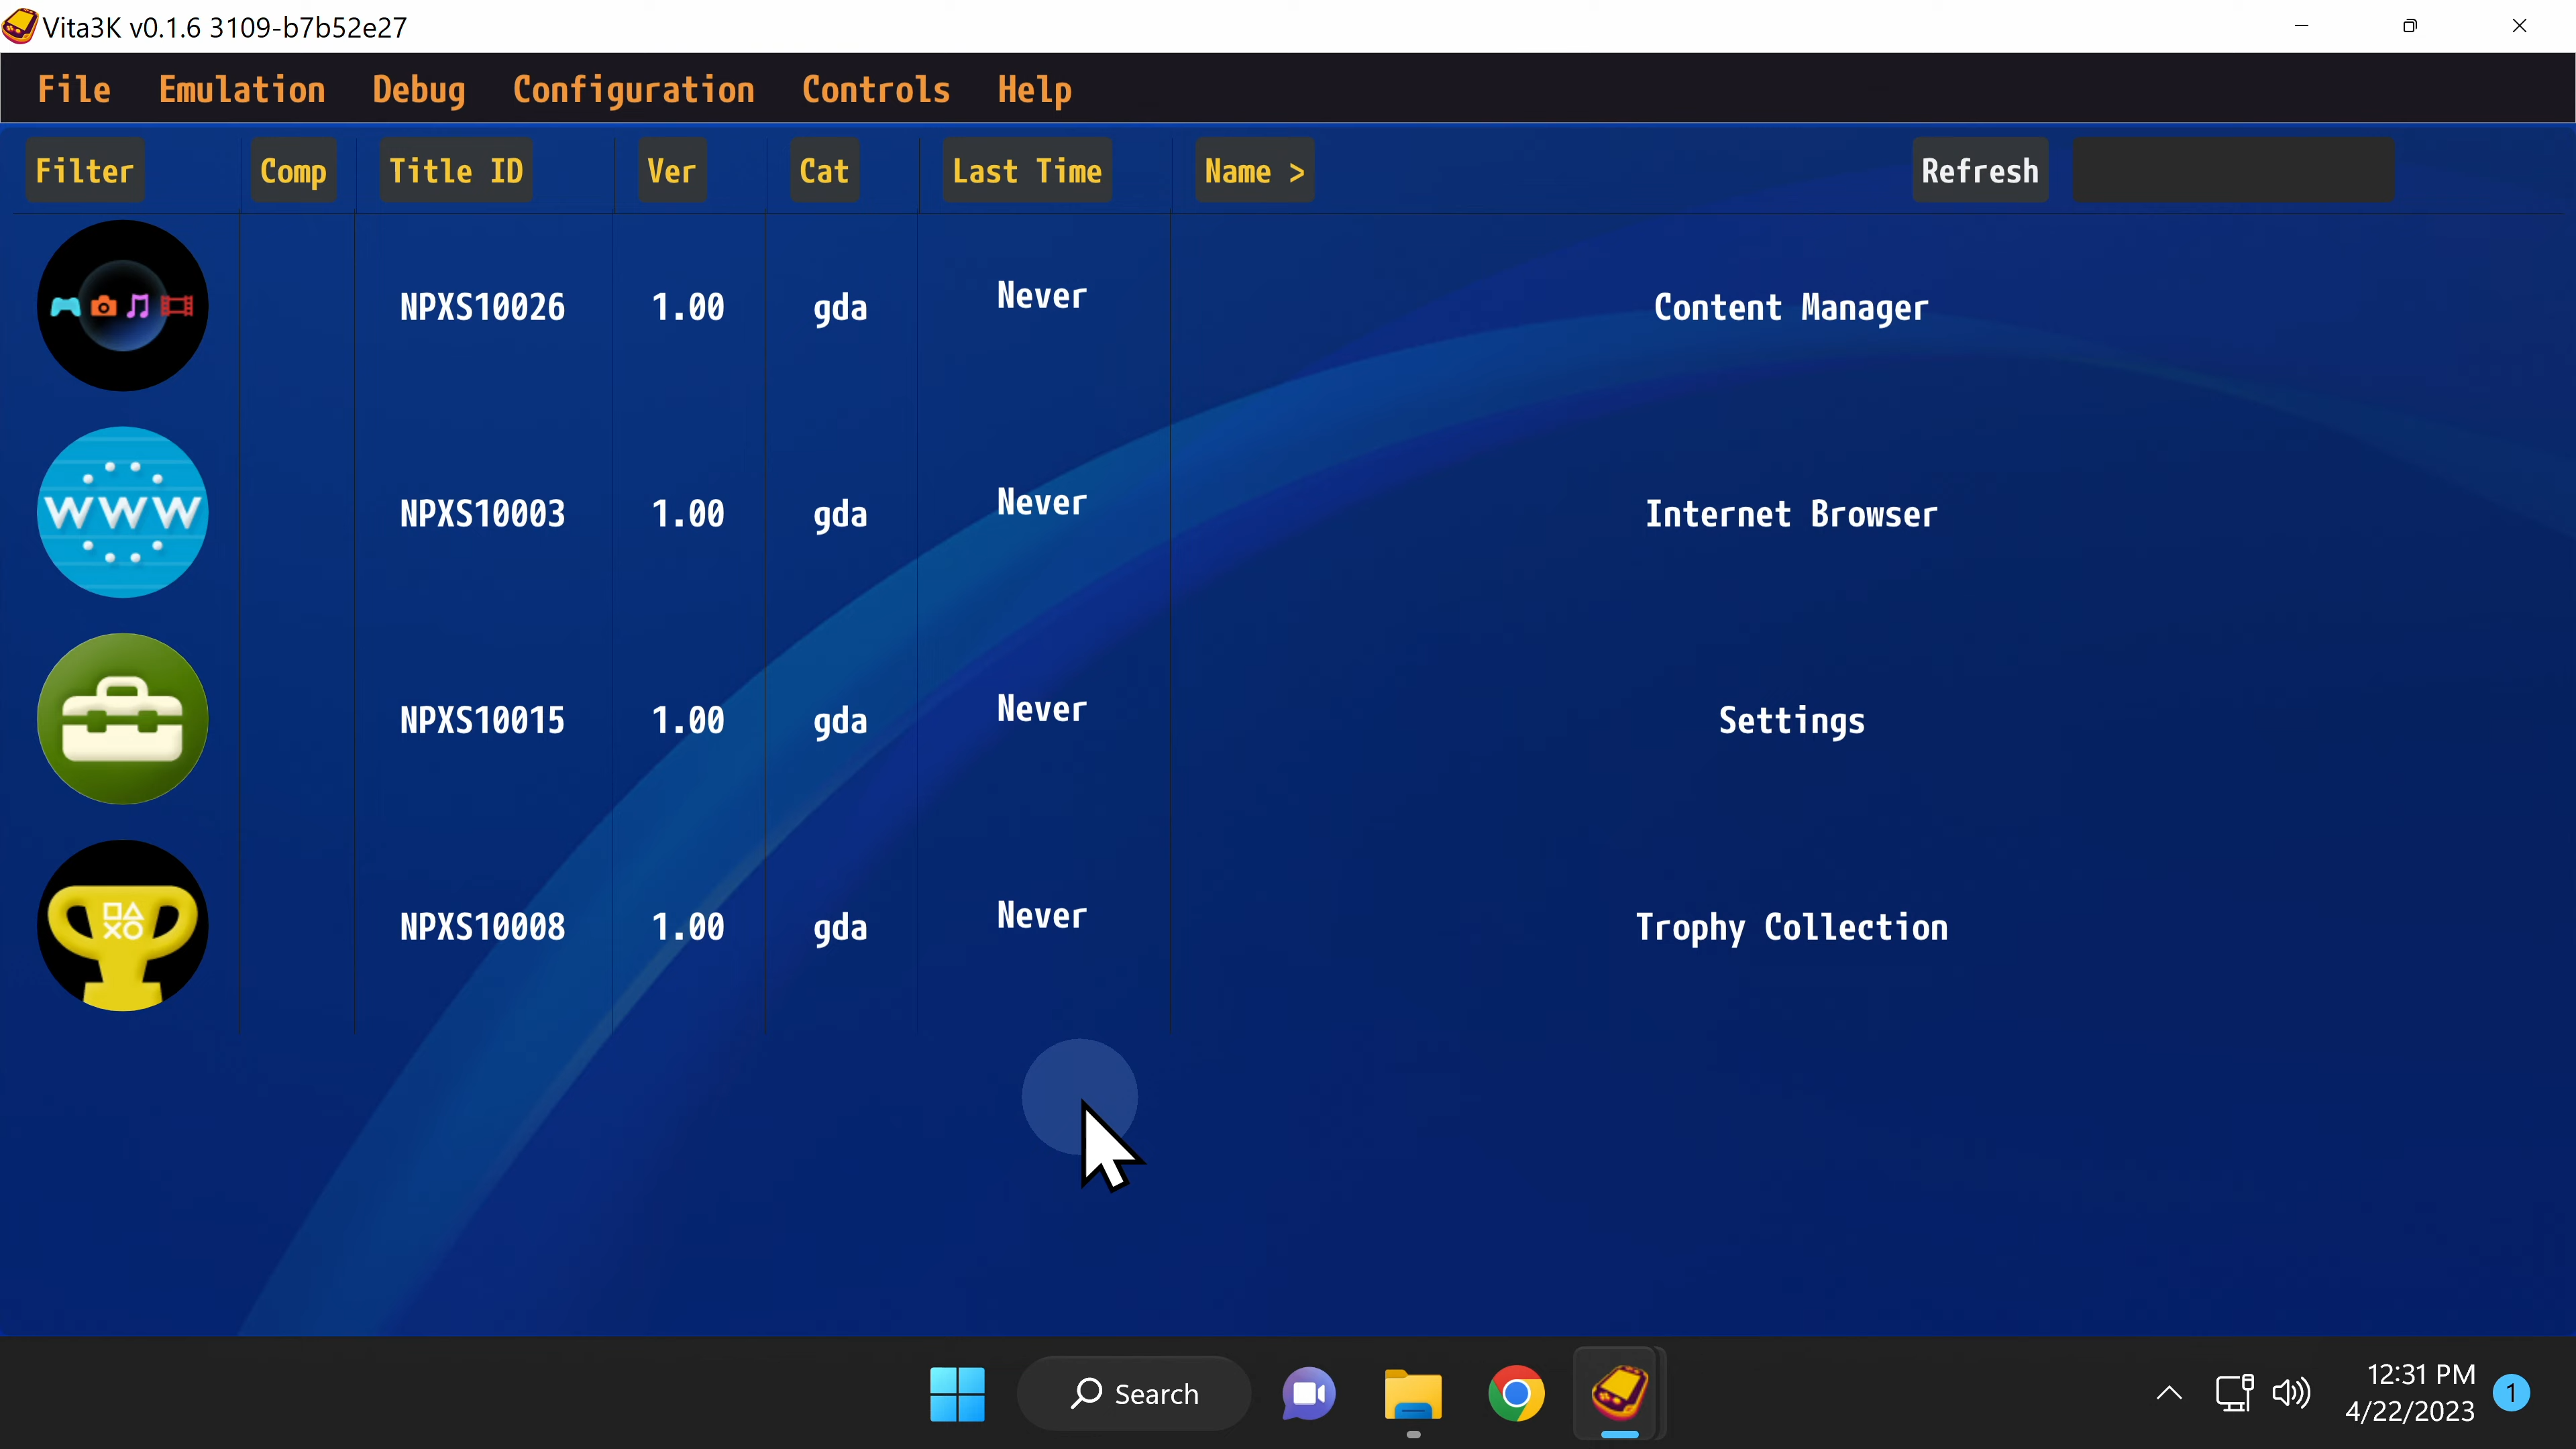 Vita3K v0.1.6 3109-b7b52e27
File Emulation Debug Configuration Controls Help
Filter Comp Title ID Ver Cat Last Time Name > Refresh
NPXS10026 1.00 gda Never Content Manager
WWW NPXS10003 1.00 gda Never Internet Browser
NPXS10015 1.00 gda Never Settings
NPXS10008 1.00 gda Never Trophy Collection
Search 12:31 PM
4/22/2023 1